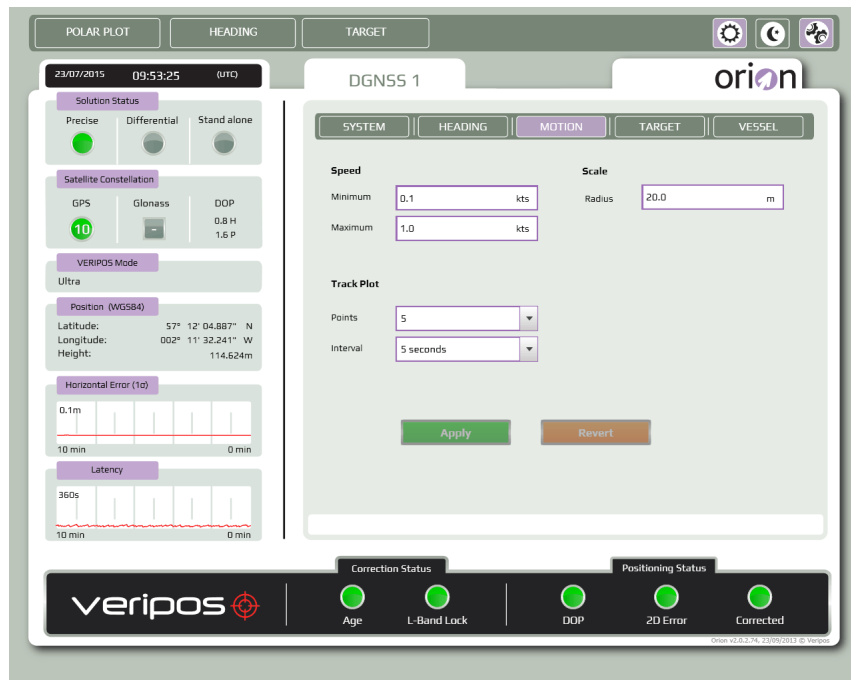 POLAR PLOT HEADING TARGET
23/07/2015 09:53:25 (UTC)
DGNSS 1
orion
Solution Status
Precise Differential Stand alone
Satellite Constellation
GPS Glonass DOP
10 - 0.8 H
1.6 P
VERIPOS Mode
Ultra
Position (WGS84)
Latitude: 57° 12' 04.887" N
Longitude: 002° 11' 32.241" W
Height: 114.624m
Horizontal Error (1σ)
0.1m
10 min 0 min
Latency
360s
10 min 0 min
SYSTEM HEADING MOTION TARGET VESSEL
Speed Scale
Minimum 0.1 kts Radius 20.0 m
Maximum 1.0 kts
Track Plot
Points 5
Interval 5 seconds
Apply Revert
Correction Status Positioning Status
veripos
Age L-Band Lock DOP 2D Error Corrected
Orion v2.0.2.74, 23/09/2013 © Veripos